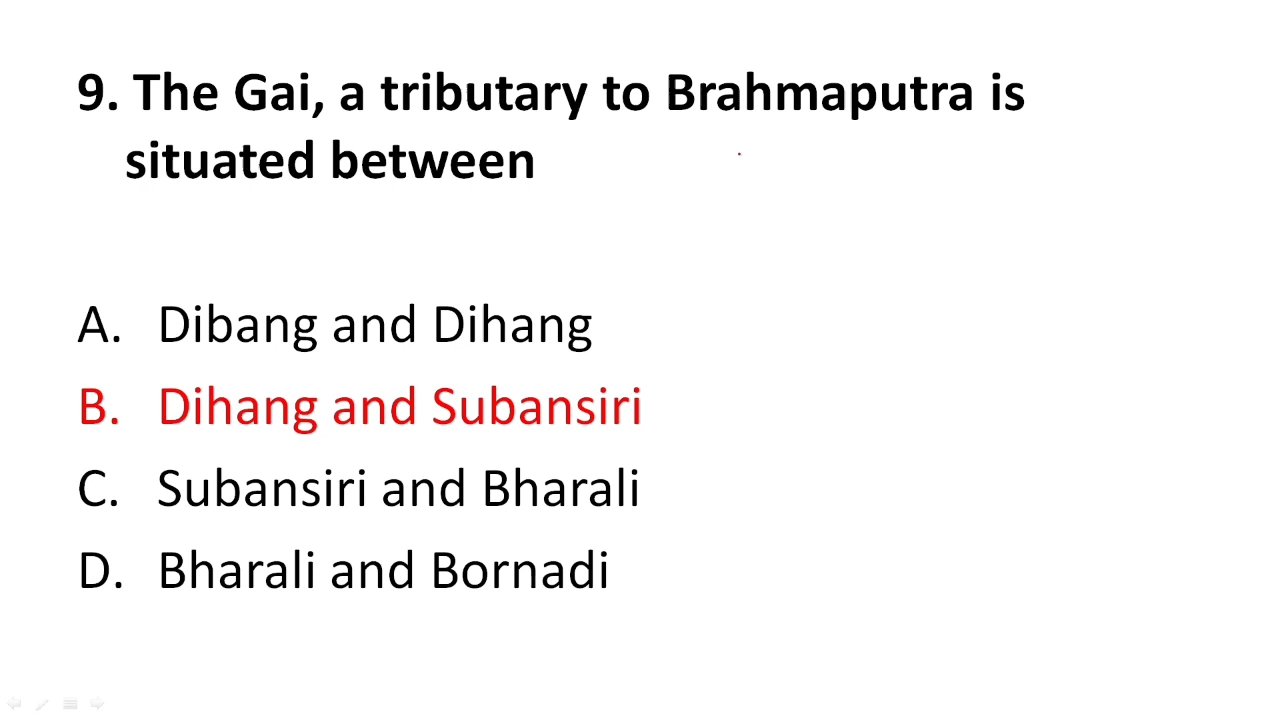 9. The Gai, a tributary to Brahmaputra is
situated between
A. Dibang and Dihang
B. Dihang and Subansiri
C. Subansiri and Bharali
D. Bharali and Bornadi